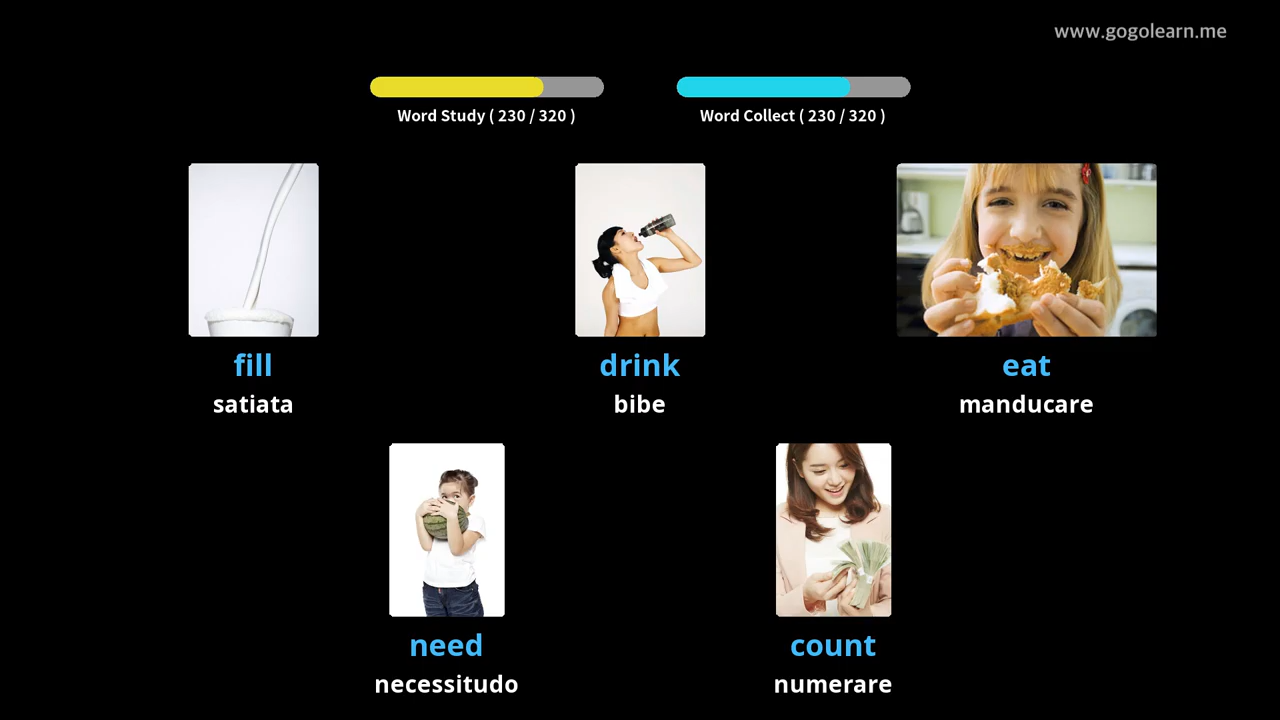 www.gogolearn.me
Word Study ( 230 / 320 )
Word Collect ( 230 / 320 )
fill
satiata
drink
bibe
eat
manducare
need
necessitudo
count
numerare